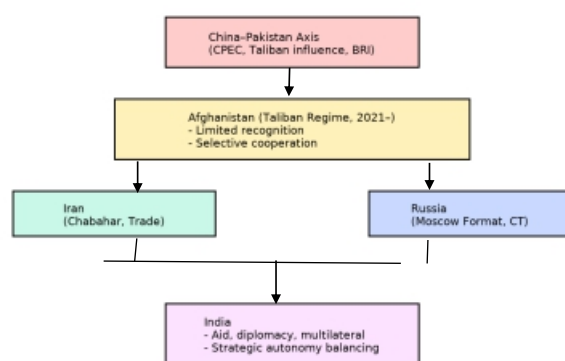 China–Pakistan Axis
(CPEC, Taliban influence, BRI)
Afghanistan (Taliban Regime, 2021–)
- Limited recognition
- Selective cooperation
Iran
(Chabahar, Trade)
Russia
(Moscow Format, CT)
India
- Aid, diplomacy, multilateral
- Strategic autonomy balancing